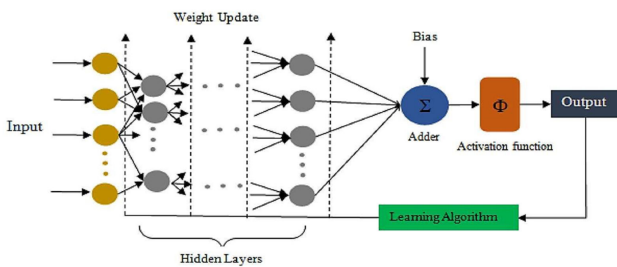 Weight Update
Bias
Input
Σ
Φ
Output
Adder
Activation function
Learning Algorithm
Hidden Layers